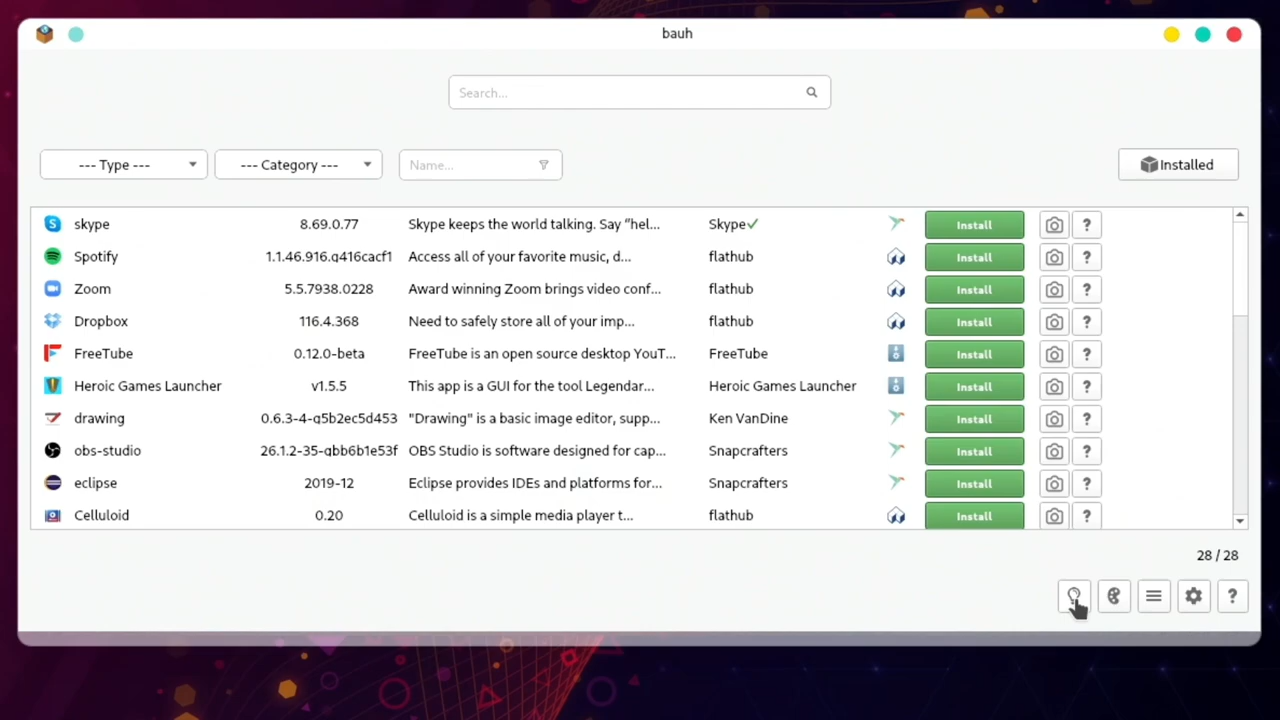 bauh
Search...
--- Type --- --- Category --- Name... Installed
skype 8.69.0.77 Skype keeps the world talking. Say "hel... Skype✓ Install ?
Spotify 1.1.46.916.g416cacf1 Access all of your favorite music, d... flathub Install ?
Zoom 5.5.7938.0228 Award winning Zoom brings video conf... flathub Install ?
Dropbox 116.4.368 Need to safely store all of your imp... flathub Install ?
FreeTube 0.12.0-beta FreeTube is an open source desktop YouT... FreeTube Install ?
Heroic Games Launcher v1.5.5 This app is a GUI for the tool Legendar... Heroic Games Launcher Install ?
drawing 0.6.3-4-g5b2ec5d453 "Drawing" is a basic image editor, supp... Ken VanDine Install ?
obs-studio 26.1.2-35-gbb6b1e53f OBS Studio is software designed for cap... Snapcrafters Install ?
eclipse 2019-12 Eclipse provides IDEs and platforms for... Snapcrafters Install ?
Celluloid 0.20 Celluloid is a simple media player t... flathub Install ?
28 / 28
?